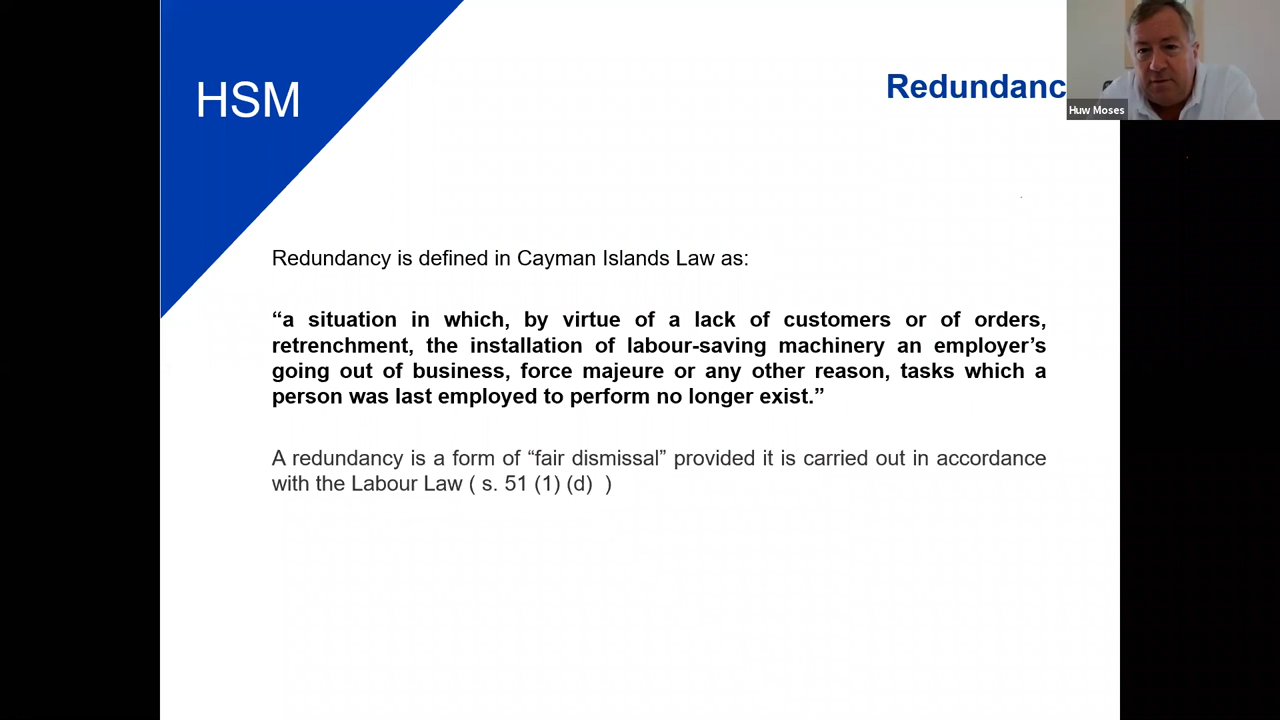 HSM
Redundanc
Huw Moses
Redundancy is defined in Cayman Islands Law as:
“a situation in which, by virtue of a lack of customers or of orders,
retrenchment, the installation of labour-saving machinery an employer’s
going out of business, force majeure or any other reason, tasks which a
person was last employed to perform no longer exist.”
A redundancy is a form of “fair dismissal” provided it is carried out in accordance
with the Labour Law ( s. 51 (1) (d)  )